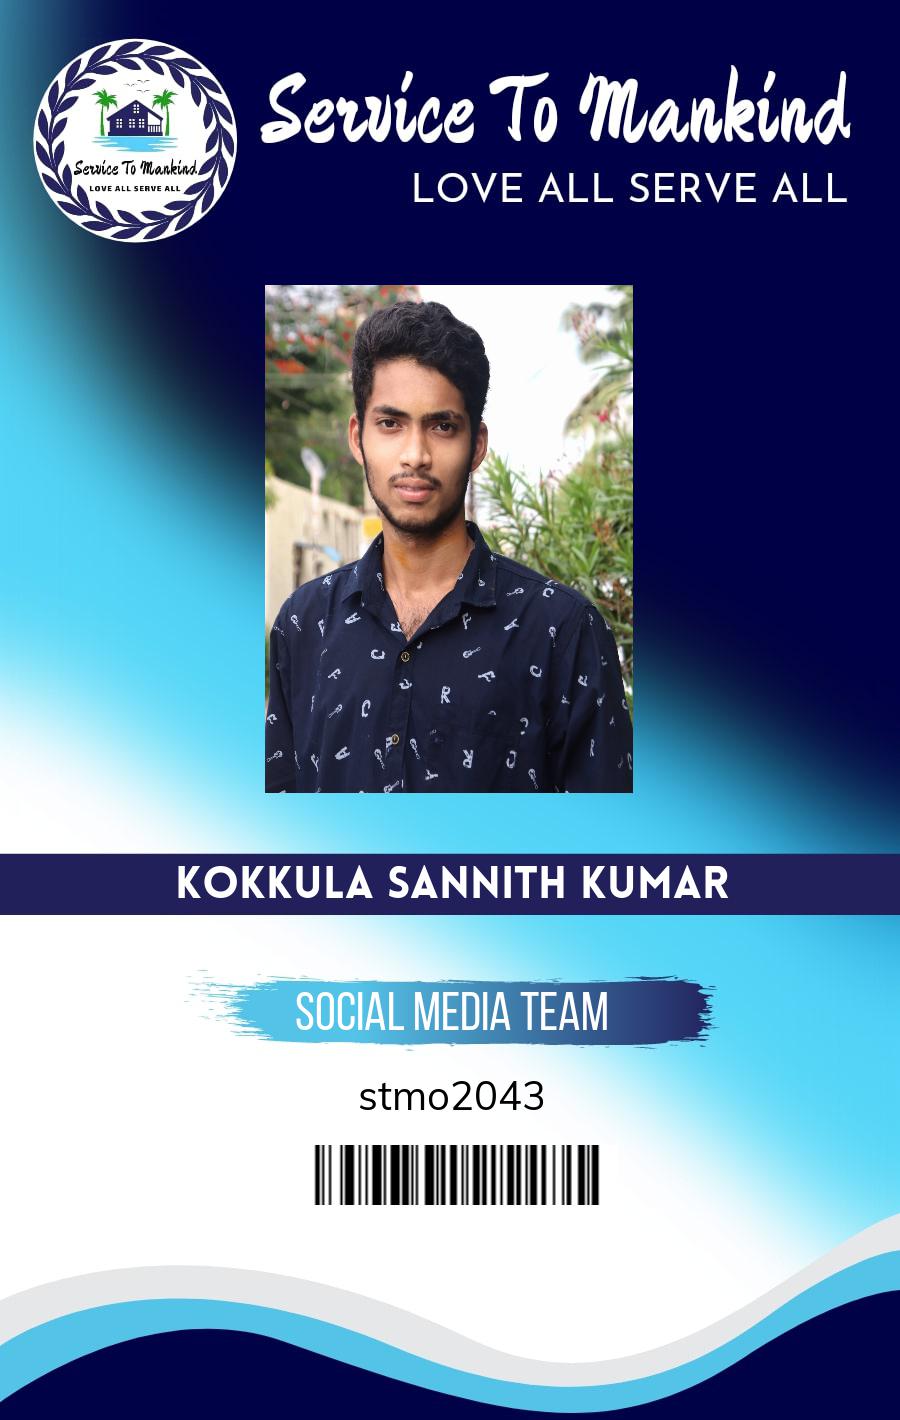 Service To Mankind
LOVE ALL SERVE ALL
Service To Mankind
LOVE ALL SERVE ALL
KOKKULA SANNITH KUMAR
SOCIAL MEDIA TEAM
stmo2043